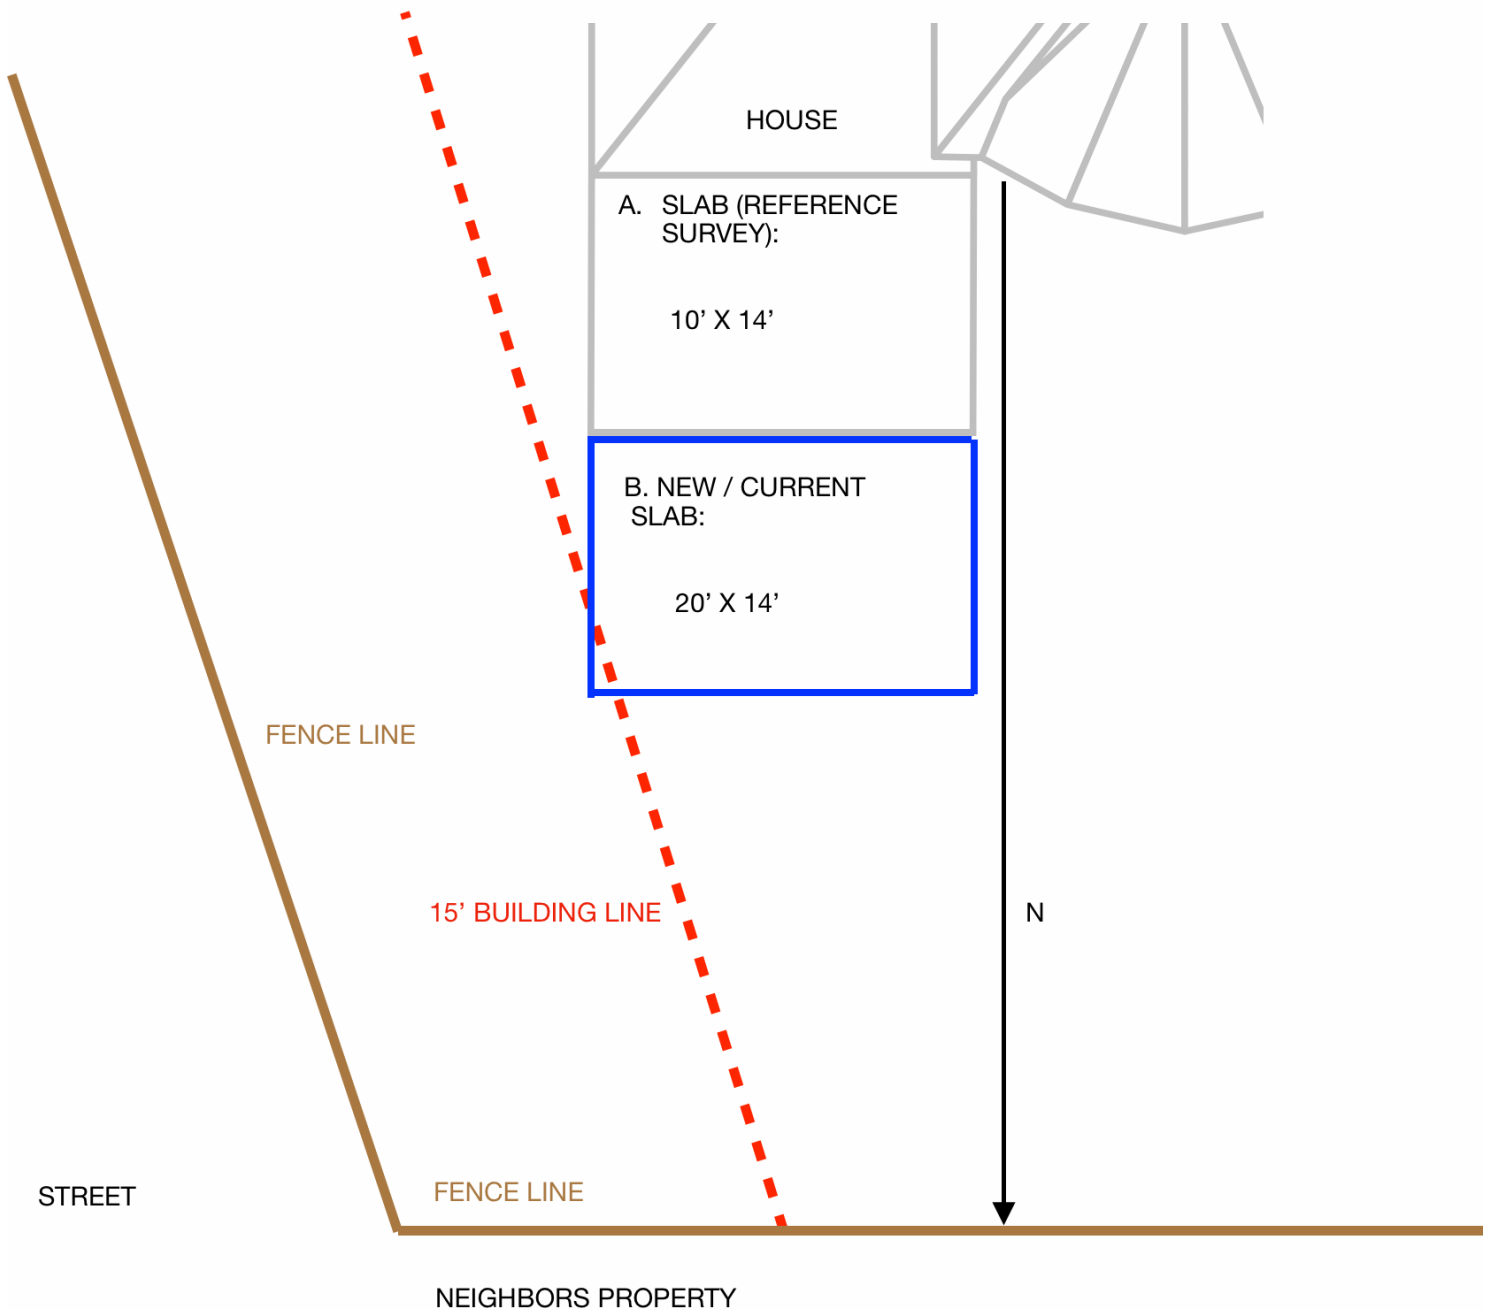 HOUSE
A. SLAB (REFERENCE
SURVEY):
10’ X 14’
B. NEW / CURRENT
SLAB:
20’ X 14’
FENCE LINE
15’ BUILDING LINE
N
STREET
FENCE LINE
NEIGHBORS PROPERTY